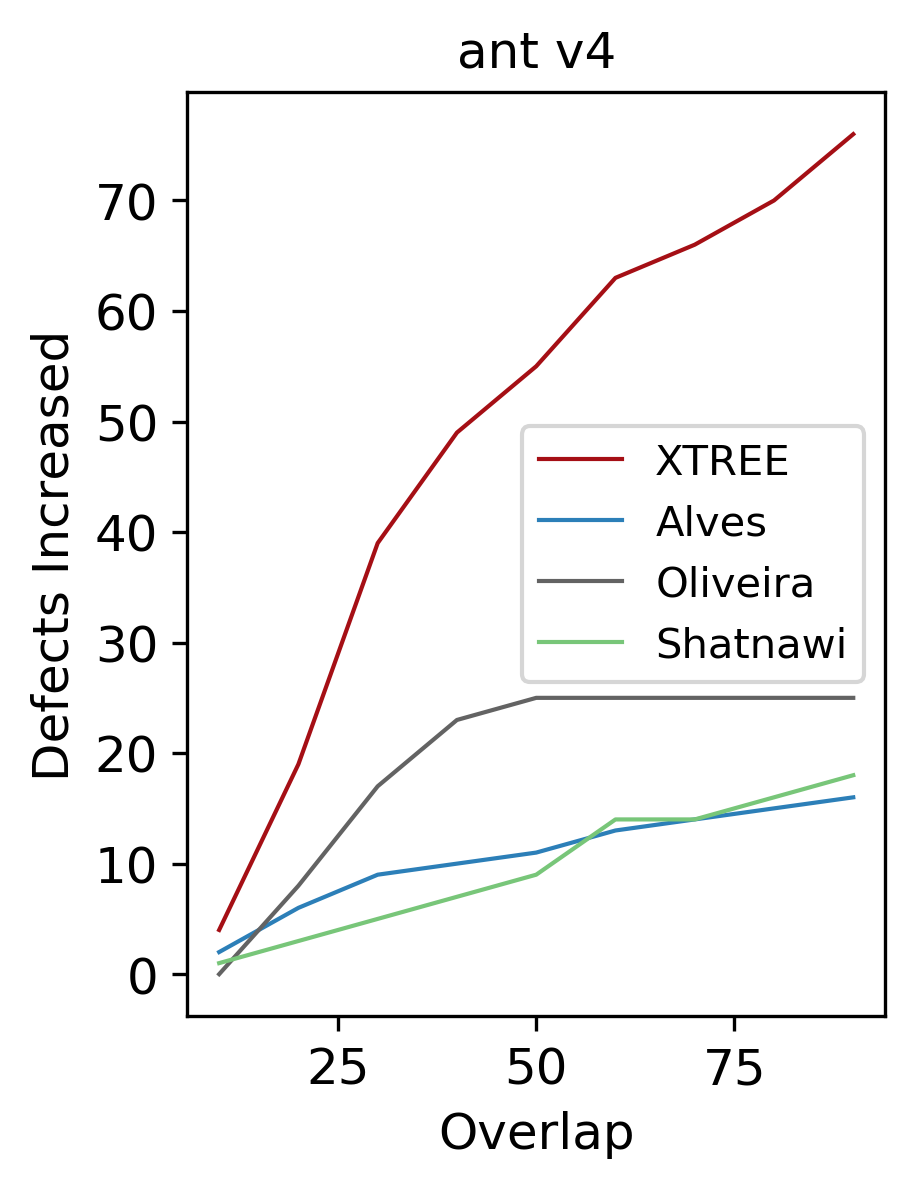 ant v4
Defects Increased
70
60
50
40
30
20
10
0
XTREE
Alves
Oliveira
Shatnawi
25 50 75
Overlap